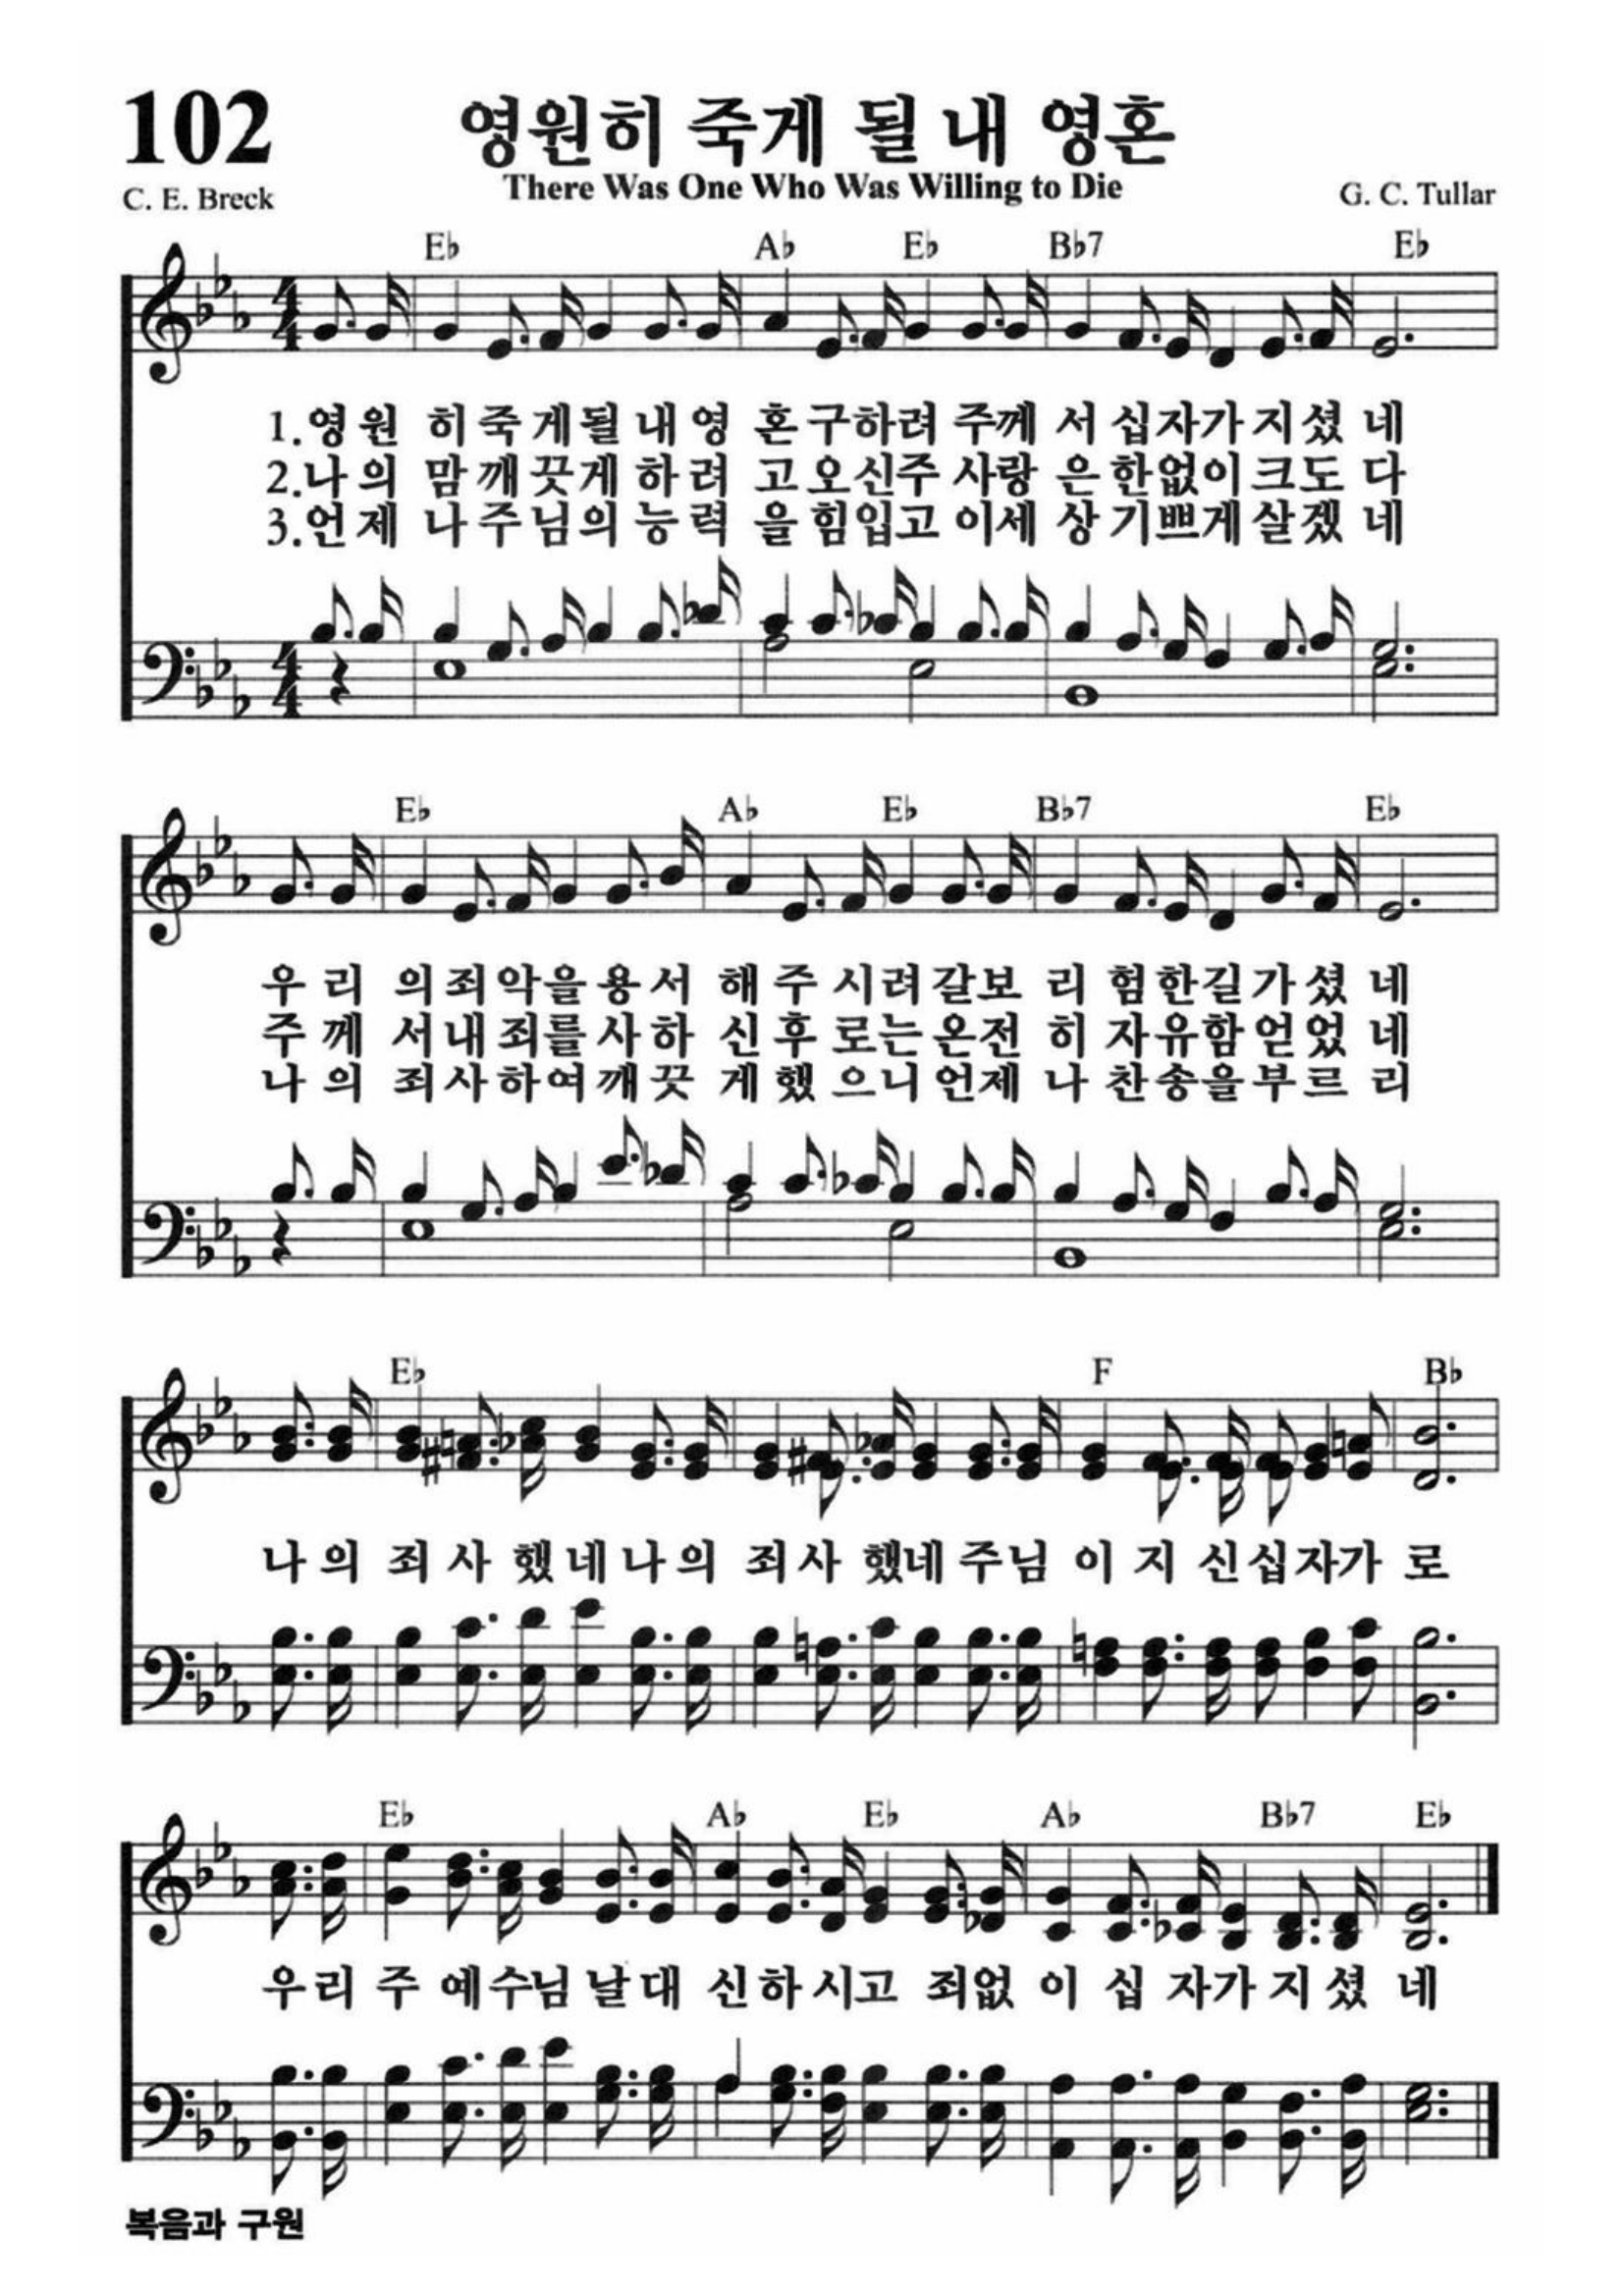 102 영원히 죽게 될 내 영혼
There Was One Who Was Willing to Die
C. E. Breck G. C. Tullar
E♭ A♭ E♭ B♭7 E♭
1.영원 히죽게될내영 혼구하려 주께 서 십자가지셨 네
2.나의 맘깨끗게하려 고오신주 사랑 은한없이크도 다
3.언제 나주님의능력 을힘입고 이세 상기쁘게살겠 네
E♭ A♭ E♭ B♭7 E♭
우리 의죄악을용서 해주시려갈보 리 험한길가셨 네
주께 서내죄를사하 신후로는온전 히 자유함얻었 네
나의 죄사하여깨끗 게했으니언제 나 찬송을부르 리
E♭ F B♭
나의 죄사했네나의 죄사했네 주님 이 지신십자가 로
E♭ A♭ E♭ A♭ B♭7 E♭
우리 주 예수님날대 신하시고 죄없 이 십자가지셨 네
복음과 구원